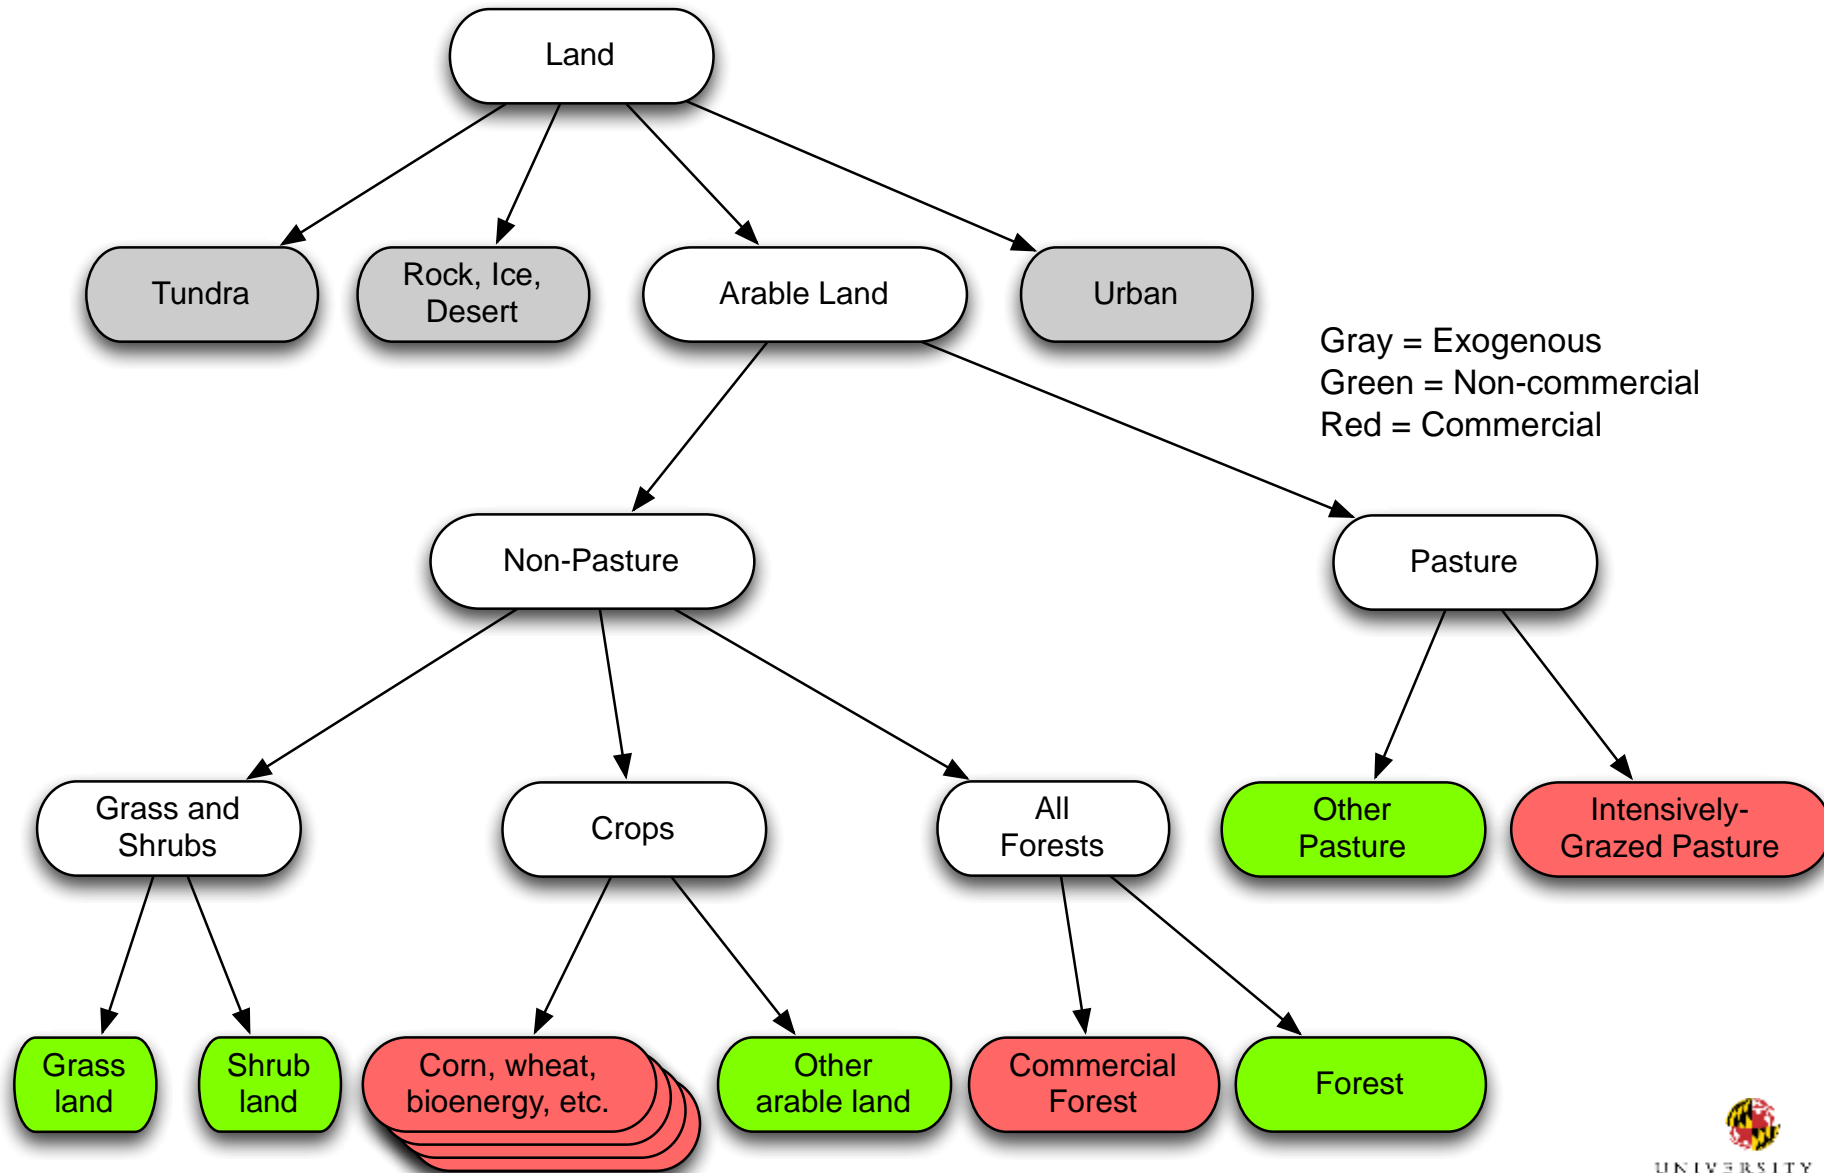 Land
Tundra
Rock, Ice,
Desert
Arable Land
Urban
Gray = Exogenous
Green = Non-commercial
Red = Commercial
Non-Pasture
Pasture
Grass and
Shrubs
Crops
All
Forests
Other
Pasture
Intensively-
Grazed Pasture
Grass
land
Shrub
land
Corn, wheat,
bioenergy, etc.
Other
arable land
Commercial
Forest
Forest
UNIVERSITY